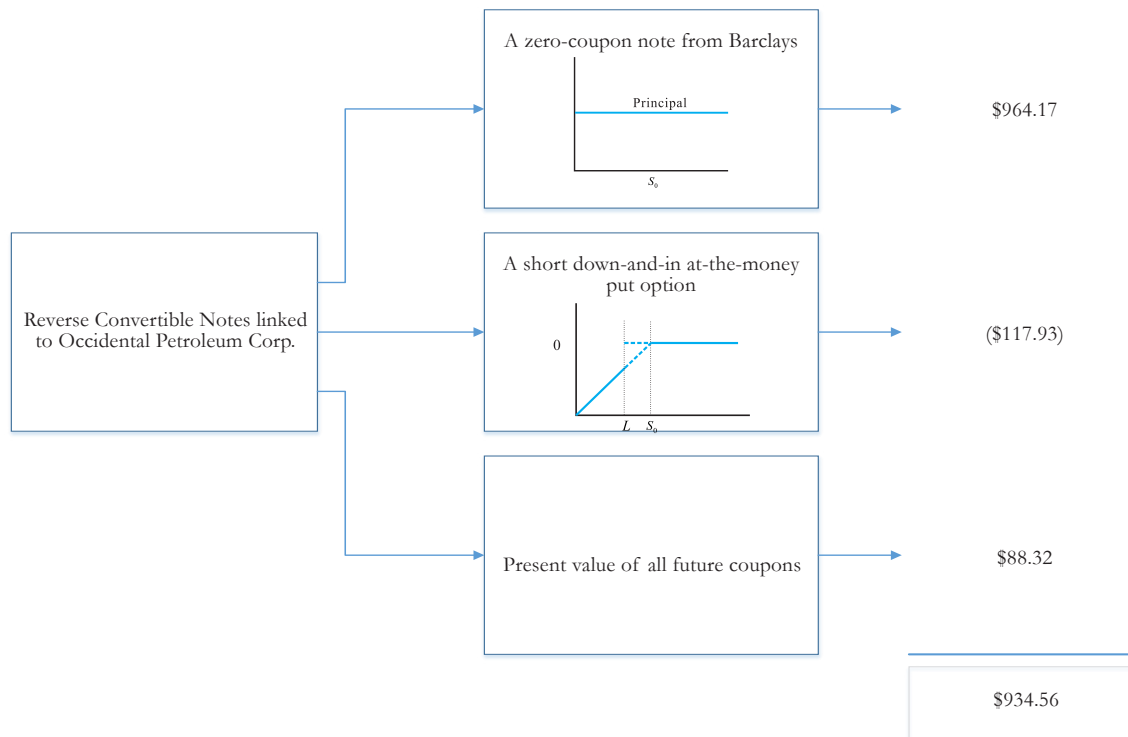 A zero-coupon note from Barclays
Principal
S₀
$964.17
Reverse Convertible Notes linked
to Occidental Petroleum Corp.
A short down-and-in at-the-money
put option
0
L S₀
($117.93)
Present value of all future coupons
$88.32
$934.56